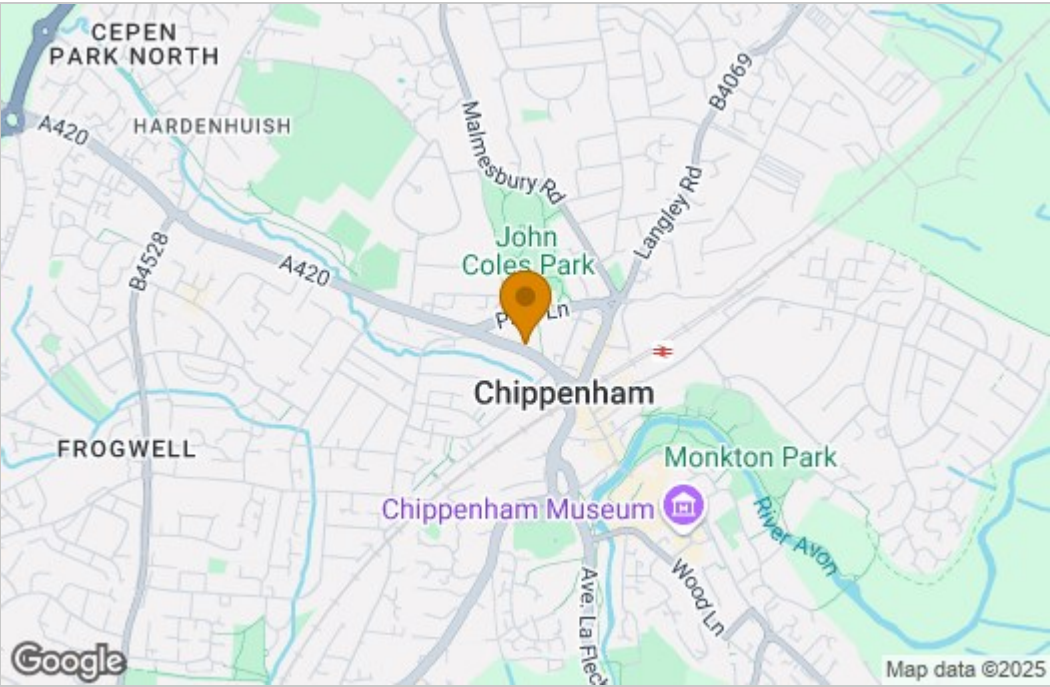 CEPEN
PARK NORTH
A420
HARDENHUISH
Malmesbury Rd
B4069
Langley Rd
B4528
A420
John
Coles Park
Ln
Chippenham
FROGWELL
Monkton Park
Chippenham Museum
River Avon
Wood Ln
Ave. La Flech
Google
Map data ©2025